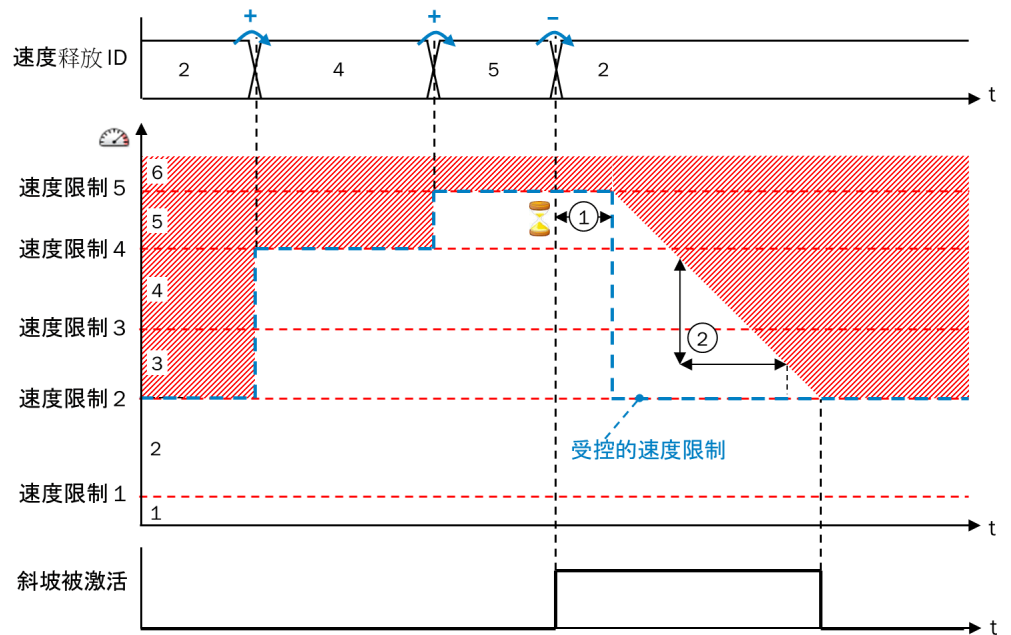 + + −
速度释放 ID
2 4 5 2
t
6
速度限制 5
5
①
速度限制 4
4
速度限制 3
②
3
速度限制 2
受控的速度限制
2
速度限制 1
1
t
斜坡被激活
t